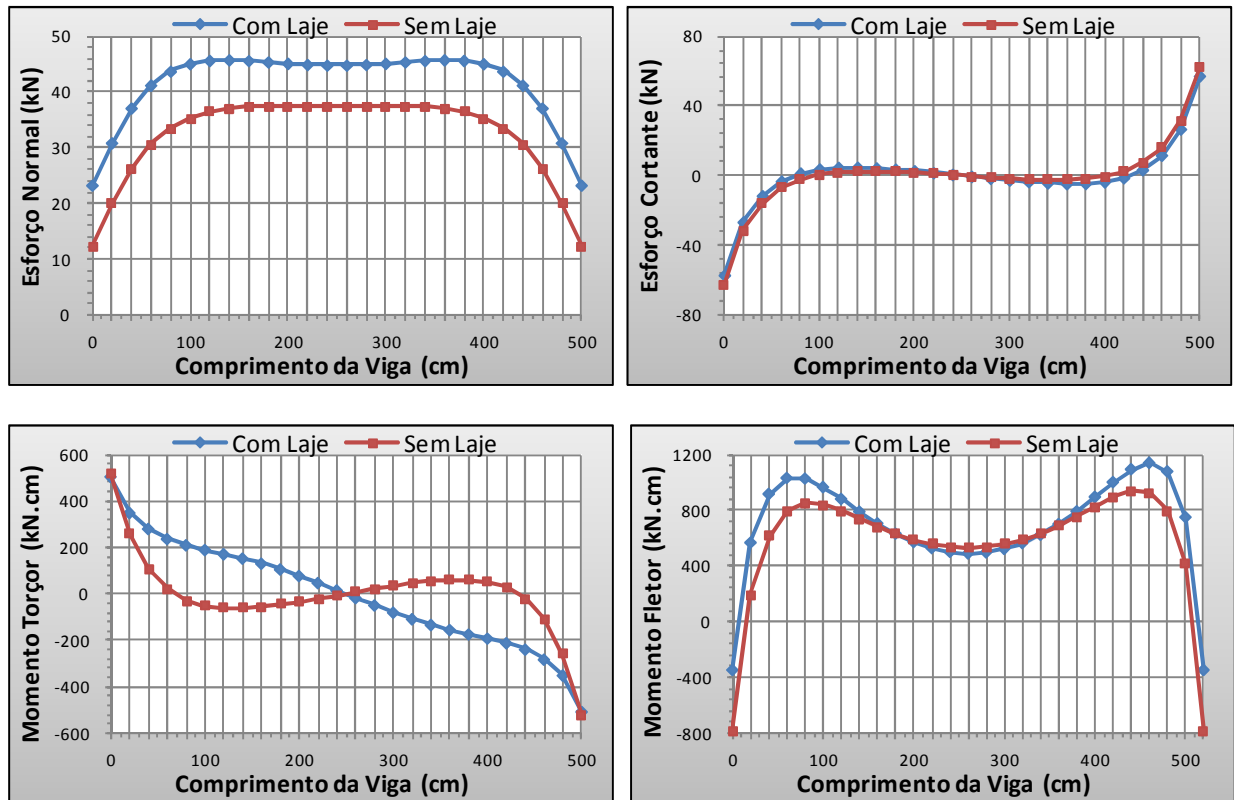 Com Laje Sem Laje
50
40
30
20
10
0
Esforço Normal (kN)
0 100 200 300 400 500
Comprimento da Viga (cm)
Com Laje Sem Laje
80
40
0
-40
-80
Esforço Cortante (kN)
0 100 200 300 400 500
Comprimento da Viga (cm)
Com Laje Sem Laje
600
400
200
0
-200
-400
-600
Momento Torçor (kN.cm)
0 100 200 300 400 500
Comprimento da Viga (cm)
Com Laje Sem Laje
1200
800
400
0
-400
-800
Momento Fletor (kN.cm)
0 100 200 300 400 500
Comprimento da Viga (cm)